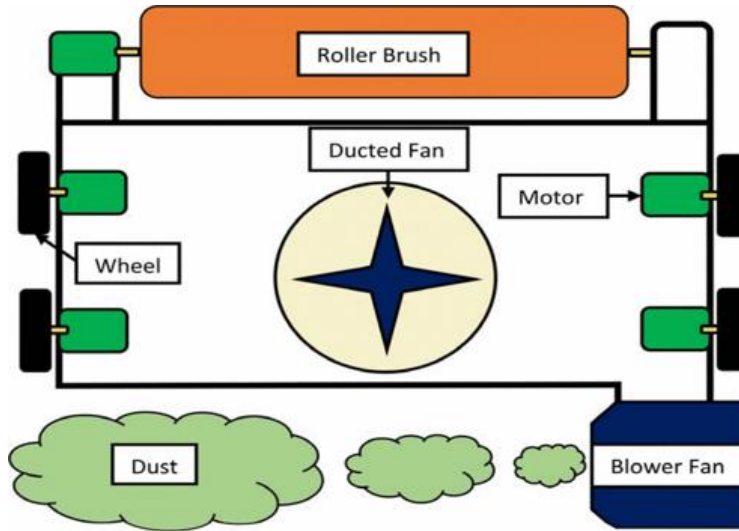 Roller Brush
Ducted Fan
Motor
Wheel
Dust
Blower Fan